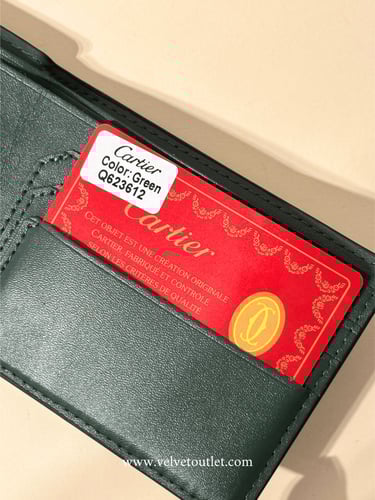 Cartier
Color:Green
Q623612
Cartier
CET OBJET EST UNE CRÉATION ORIGINALE
CARTIER, FABRIQUÉ ET CONTRÔLÉ
SELON LES CRITÈRES DE QUALITÉ
www.velvetoutlet.com